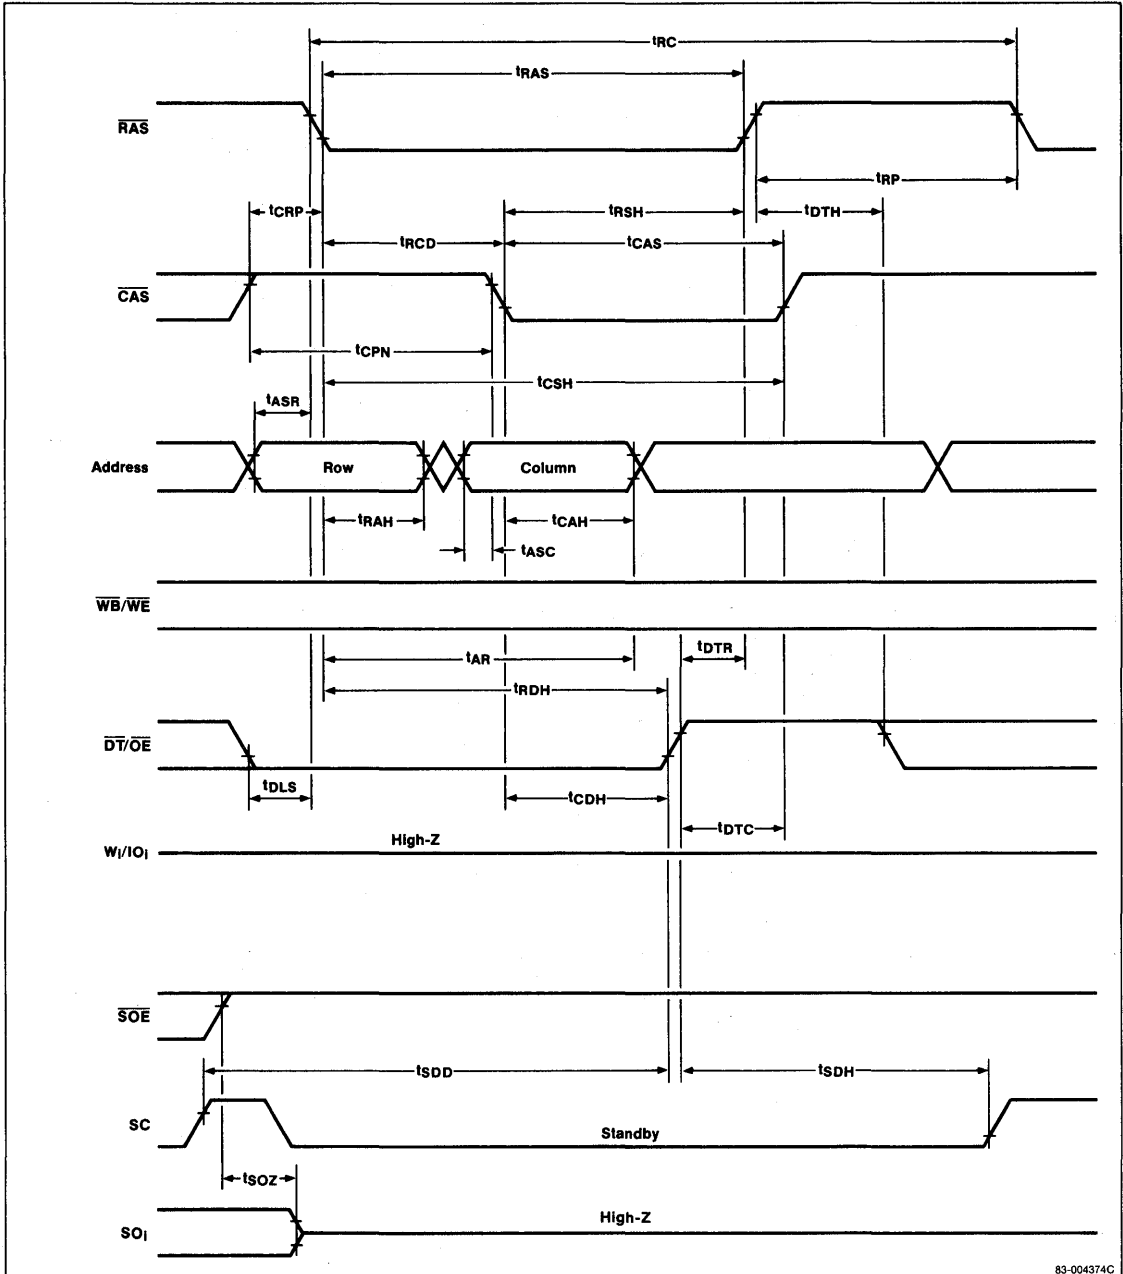 tRC
tRAS
RAS
tRP
tCRP
tRSH
tDTH
tRCD
tCAS
CAS
tCPN
tCSH
tASR
Address
Row
Column
tRAH
tCAH
tASC
WB/WE
tDTR
tAR
tRDH
DT/OE
tDLS
tCDH
tDTC
High-Z
Wi/IOi
SOE
tSDD
tSDH
SC
Standby
tSOZ
High-Z
SOi
83-004374C